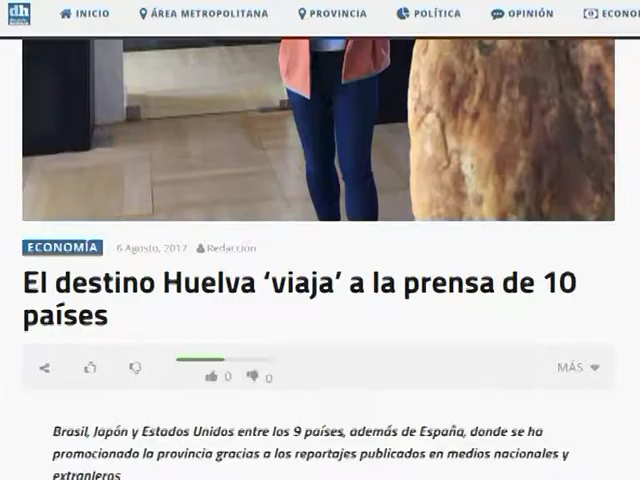 dh
INICIO ÁREA METROPOLITANA PROVINCIA POLÍTICA OPINIÓN ECONO
ECONOMÍA 6 Agosto, 2017 Redaccion
El destino Huelva ‘viaja’ a la prensa de 10
países
0 0 MÁS
Brasil, Japón y Estados Unidos entre los 9 países, además de España, donde se ha
promocionado la provincia gracias a los reportajes publicados en medios nacionales y
extranjeros